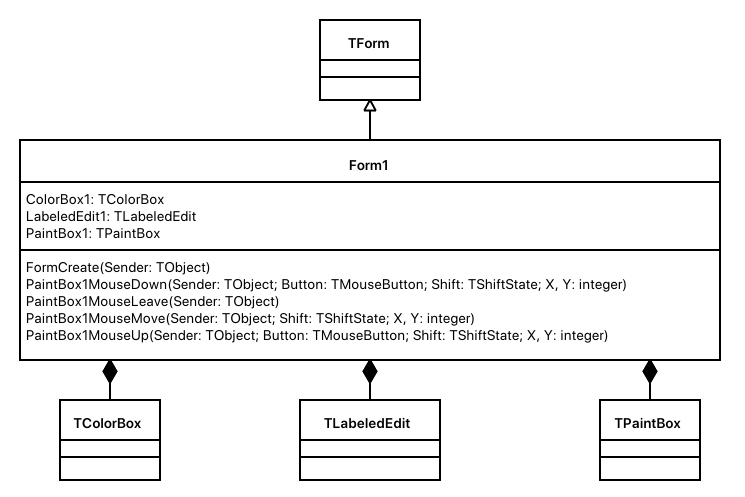 TForm
Form1
ColorBox1: TColorBox
LabeledEdit1: TLabeledEdit
PaintBox1: TPaintBox
FormCreate(Sender: TObject)
PaintBox1MouseDown(Sender: TObject; Button: TMouseButton; Shift: TShiftState; X, Y: integer)
PaintBox1MouseLeave(Sender: TObject)
PaintBox1MouseMove(Sender: TObject; Shift: TShiftState; X, Y: integer)
PaintBox1MouseUp(Sender: TObject; Button: TMouseButton; Shift: TShiftState; X, Y: integer)
TColorBox
TLabeledEdit
TPaintBox